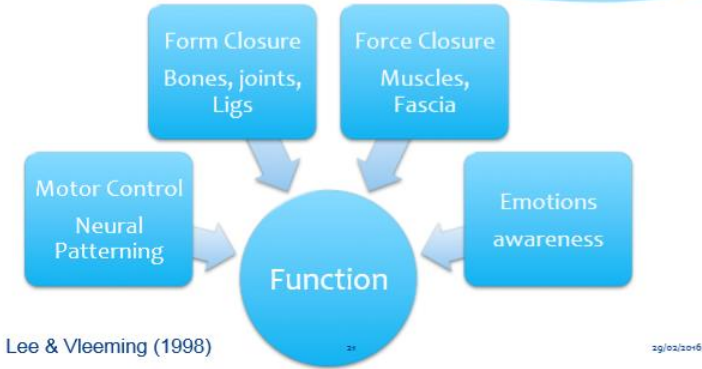 Form Closure
Bones, joints,
Ligs
Force Closure
Muscles,
Fascia
Motor Control
Neural
Patterning
Emotions
awareness
Function
Lee & Vleeming (1998)
21
29/02/2016